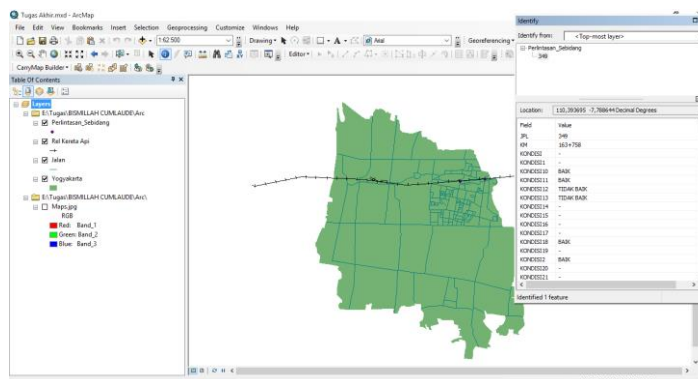 Tugas Akhir.mxd - ArcMap
File Edit View Bookmarks Insert Selection Geoprocessing Customize Windows Help
1:62.500
Drawing
Arial
Georeferencing
Editor
CarryMap Builder
Table Of Contents
Layers
E:\Tugas\BISMILLAH CUMLAUDE\Arc
Perlintasan_Sebidang
Rel Kereta Api
Jalan
Yogyakarta
E:\Tugas\BISMILLAH CUMLAUDE\Arc\
Maps.jpg
RGB
Red: Band_1
Green: Band_2
Blue: Band_3
Identify
Identify from: <Top-most layer>
Perlintasan_Sebidang
349
Location: 110,393695 -7,788644 Decimal Degrees
Field Value
JPL 349
KM 163+758
KONDISI -
KONDISI1 -
KONDISI10 BAIK
KONDISI11 BAIK
KONDISI12 TIDAK BAIK
KONDISI13 TIDAK BAIK
KONDISI14 -
KONDISI15 -
KONDISI16 -
KONDISI17 -
KONDISI18 BAIK
KONDISI19 -
KONDISI2 BAIK
KONDISI20 -
KONDISI21 -
Identified 1 feature